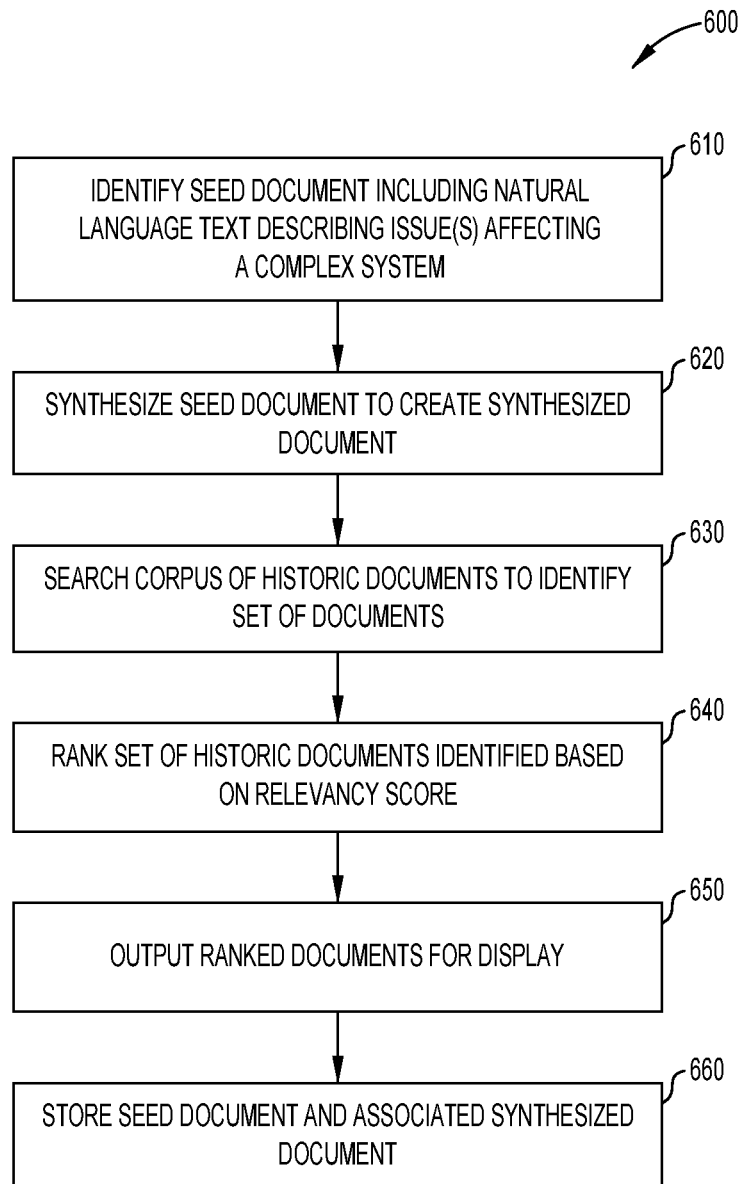 600
610
IDENTIFY SEED DOCUMENT INCLUDING NATURAL
LANGUAGE TEXT DESCRIBING ISSUE(S) AFFECTING
A COMPLEX SYSTEM
620
SYNTHESIZE SEED DOCUMENT TO CREATE SYNTHESIZED
DOCUMENT
630
SEARCH CORPUS OF HISTORIC DOCUMENTS TO IDENTIFY
SET OF DOCUMENTS
640
RANK SET OF HISTORIC DOCUMENTS IDENTIFIED BASED
ON RELEVANCY SCORE
650
OUTPUT RANKED DOCUMENTS FOR DISPLAY
660
STORE SEED DOCUMENT AND ASSOCIATED SYNTHESIZED
DOCUMENT